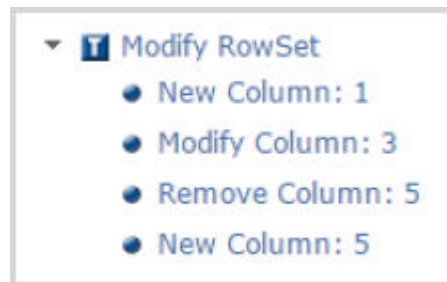 Modify RowSet
New Column: 1
Modify Column: 3
Remove Column: 5
New Column: 5